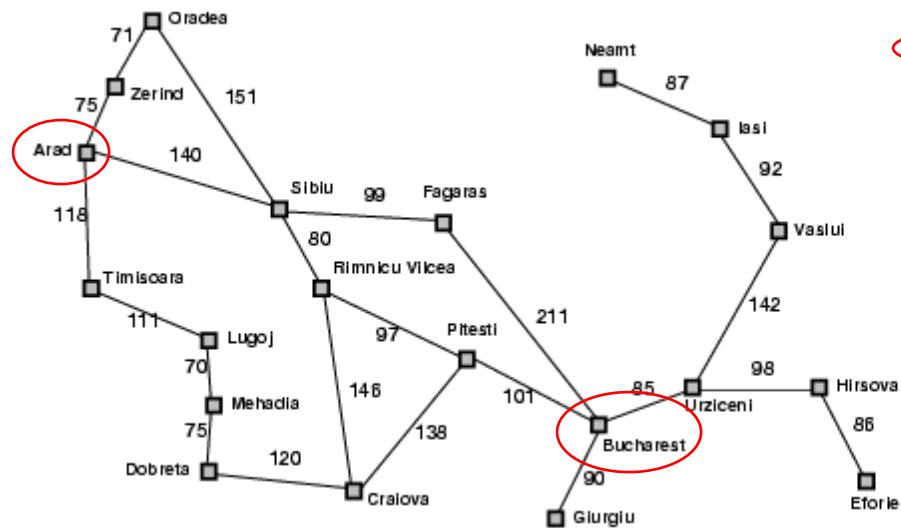 Oradea
71
Neamt
87
Zerind
151
75
Iasi
Arad
140
92
Sibiu
99
Fagaras
118
80
Vaslui
Timisoara
Rimnicu Vilcea
111
211
142
Lugoj
97
Pitesti
70
98
146
101
85
Hirsova
Urziceni
Mehadia
138
86
75
Bucharest
120
Dobreta
90
Craiova
Eforie
Giurgiu